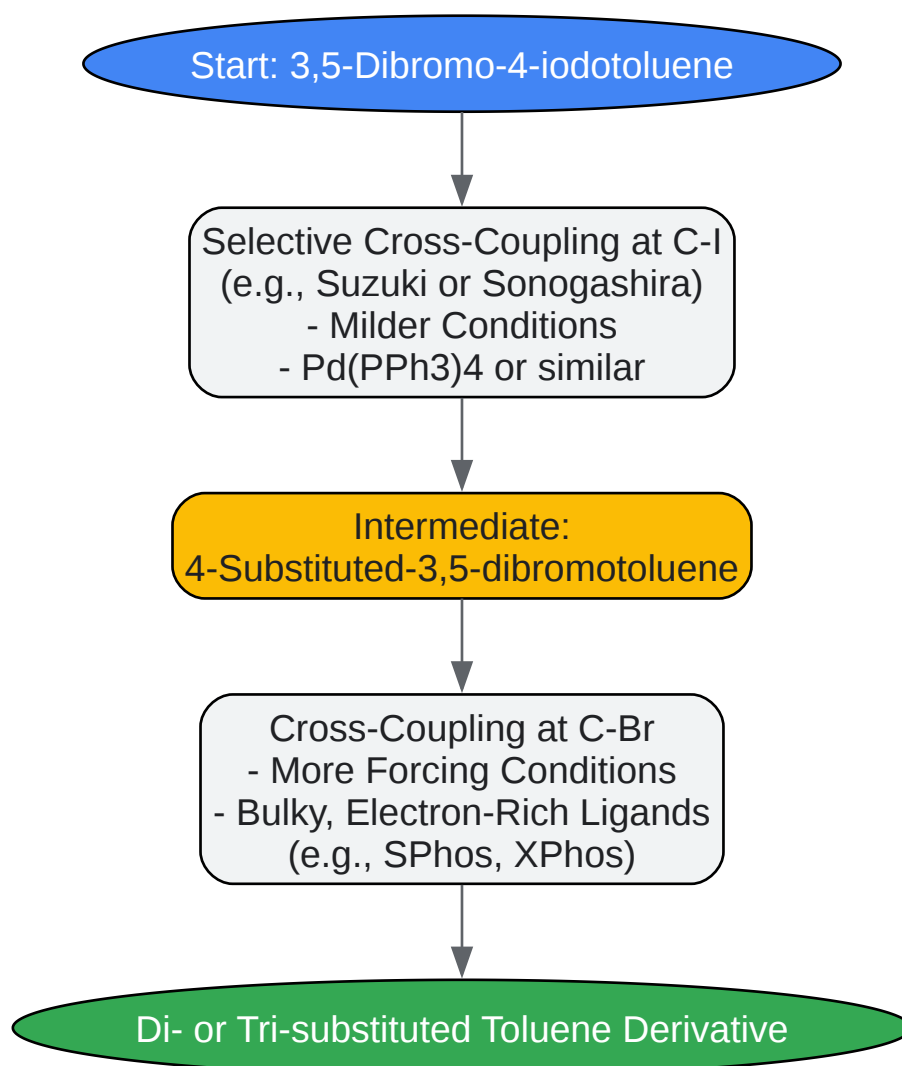 Start: 3,5-Dibromo-4-iodotoluene
Selective Cross-Coupling at C-I
(e.g., Suzuki or Sonogashira)
- Milder Conditions
- Pd(PPh3)4 or similar
Intermediate:
4-Substituted-3,5-dibromotoluene
Cross-Coupling at C-Br
- More Forcing Conditions
- Bulky, Electron-Rich Ligands
(e.g., SPhos, XPhos)
Di- or Tri-substituted Toluene Derivative